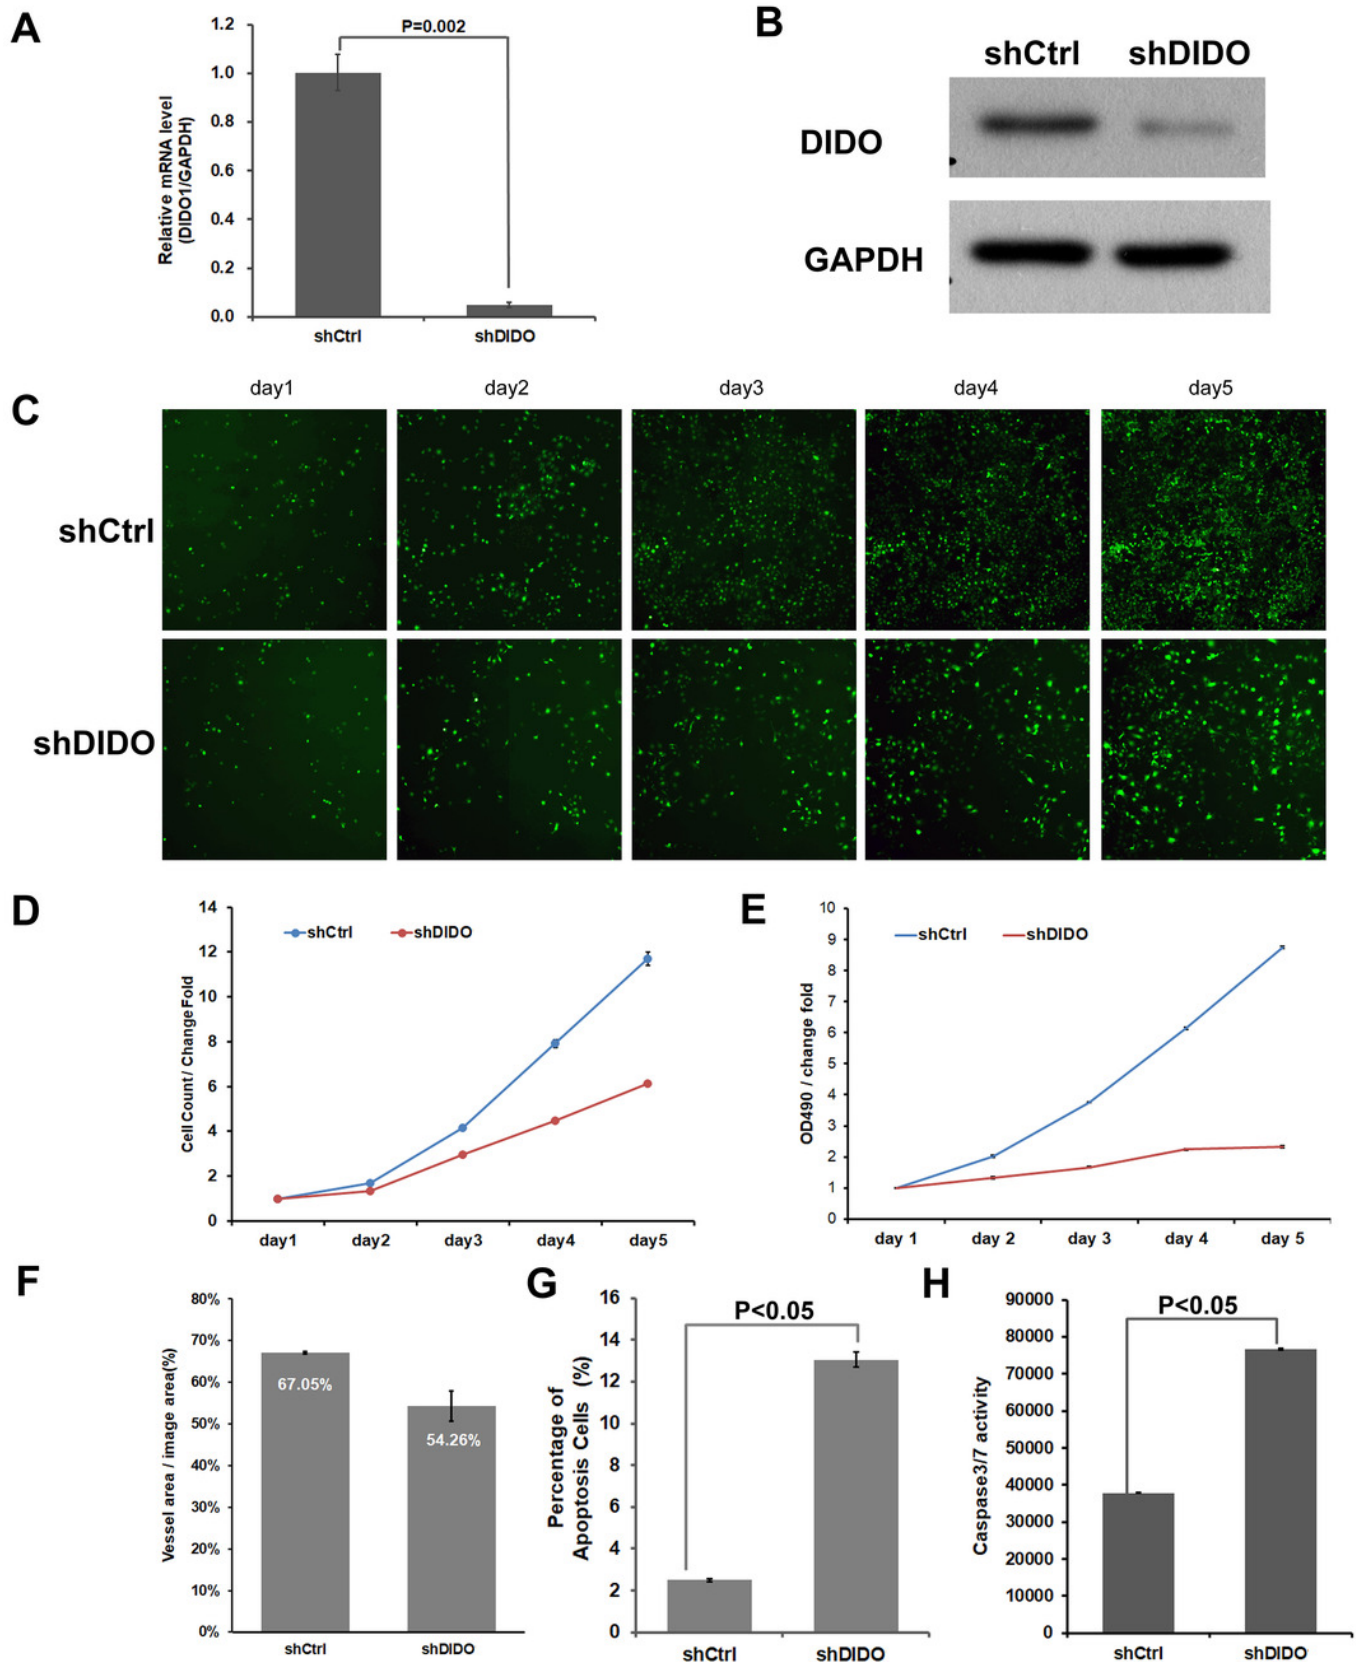 A
1.2
1.0
0.8
0.6
0.4
0.2
0.0
Relative mRNA level
(DIDO1/GAPDH)
P=0.002
shCtrl
shDIDO
B
shCtrl shDIDO
DIDO
GAPDH
C
day1 day2 day3 day4 day5
shCtrl
shDIDO
D
14
12
10
8
6
4
2
0
Cell Count / Change Fold
shCtrl shDIDO
day1 day2 day3 day4 day5
E
10
9
8
7
6
5
4
3
2
1
0
OD490 / change fold
shCtrl shDIDO
day 1 day 2 day 3 day 4 day 5
F
80%
70%
60%
50%
40%
30%
20%
10%
0%
Vessel area / image area(%)
67.05%
54.26%
shCtrl shDIDO
G
16
14
12
10
8
6
4
2
0
Percentage of
Apoptosis Cells (%)
P<0.05
shCtrl shDIDO
H
90000
80000
70000
60000
50000
40000
30000
20000
10000
0
Caspase3/7 activity
P<0.05
shCtrl shDIDO